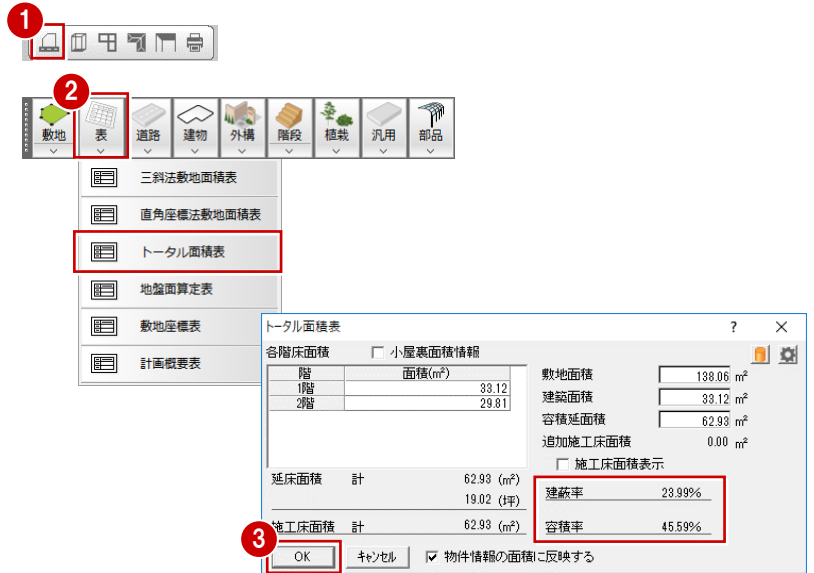 1
2
敷地 表 道路 建物 外構 階段 植栽 汎用 部品
三斜法敷地面積表
直角座標法敷地面積表
トータル面積表
地盤面算定表
敷地座標表
計画概要表
トータル面積表 ? ×
各階床面積 小屋裏面積情報
階 面積(m²)
1階 33.12
2階 29.81
延床面積 計 62.93 (m²)
19.02 (坪)
施工床面積 計 62.93 (m²)
敷地面積 138.06 m²
建築面積 33.12 m²
容積延面積 62.93 m²
追加施工床面積 0.00 m²
施工床面積表示
建蔽率 23.99%
容積率 45.59%
3
OK キャンセル 物件情報の面積に反映する